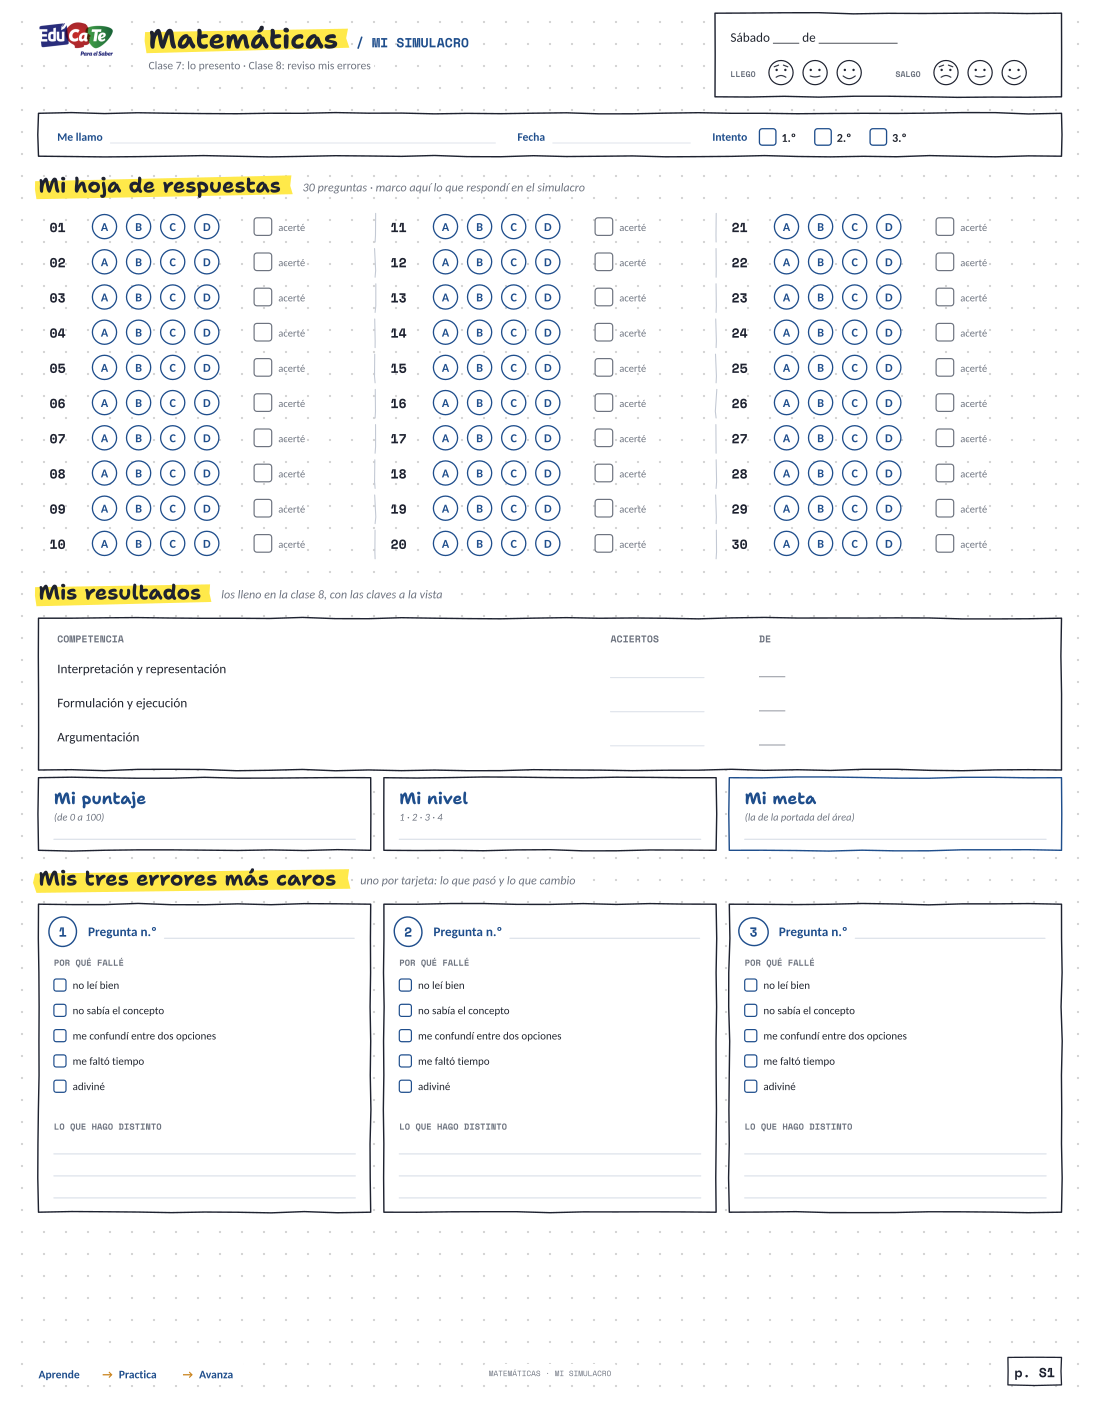 EdúCaTe
Para el Saber
Matemáticas / MI SIMULACRO
Clase 7: lo presento · Clase 8: reviso mis errores
Sábado ____ de ____________
LLEGO SALGO
Me llamo Fecha Intento 1.º 2.º 3.º
Mi hoja de respuestas 30 preguntas · marco aquí lo que respondí en el simulacro
01 A B C D acerté 11 A B C D acerté 21 A B C D acerté
02 A B C D acerté 12 A B C D acerté 22 A B C D acerté
03 A B C D acerté 13 A B C D acerté 23 A B C D acerté
04 A B C D acerté 14 A B C D acerté 24 A B C D acerté
05 A B C D acerté 15 A B C D acerté 25 A B C D acerté
06 A B C D acerté 16 A B C D acerté 26 A B C D acerté
07 A B C D acerté 17 A B C D acerté 27 A B C D acerté
08 A B C D acerté 18 A B C D acerté 28 A B C D acerté
09 A B C D acerté 19 A B C D acerté 29 A B C D acerté
10 A B C D acerté 20 A B C D acerté 30 A B C D acerté
Mis resultados los lleno en la clase 8, con las claves a la vista
COMPETENCIA ACIERTOS DE
Interpretación y representación
Formulación y ejecución
Argumentación
Mi puntaje
(de 0 a 100)
Mi nivel
1 · 2 · 3 · 4
Mi meta
(la de la portada del área)
Mis tres errores más caros uno por tarjeta: lo que pasó y lo que cambio
1 Pregunta n.º
POR QUÉ FALLÉ
no leí bien
no sabía el concepto
me confundí entre dos opciones
me faltó tiempo
adiviné
LO QUE HAGO DISTINTO
2 Pregunta n.º
POR QUÉ FALLÉ
no leí bien
no sabía el concepto
me confundí entre dos opciones
me faltó tiempo
adiviné
LO QUE HAGO DISTINTO
3 Pregunta n.º
POR QUÉ FALLÉ
no leí bien
no sabía el concepto
me confundí entre dos opciones
me faltó tiempo
adiviné
LO QUE HAGO DISTINTO
Aprende → Practica → Avanza
MATEMÁTICAS · MI SIMULACRO
p. S1